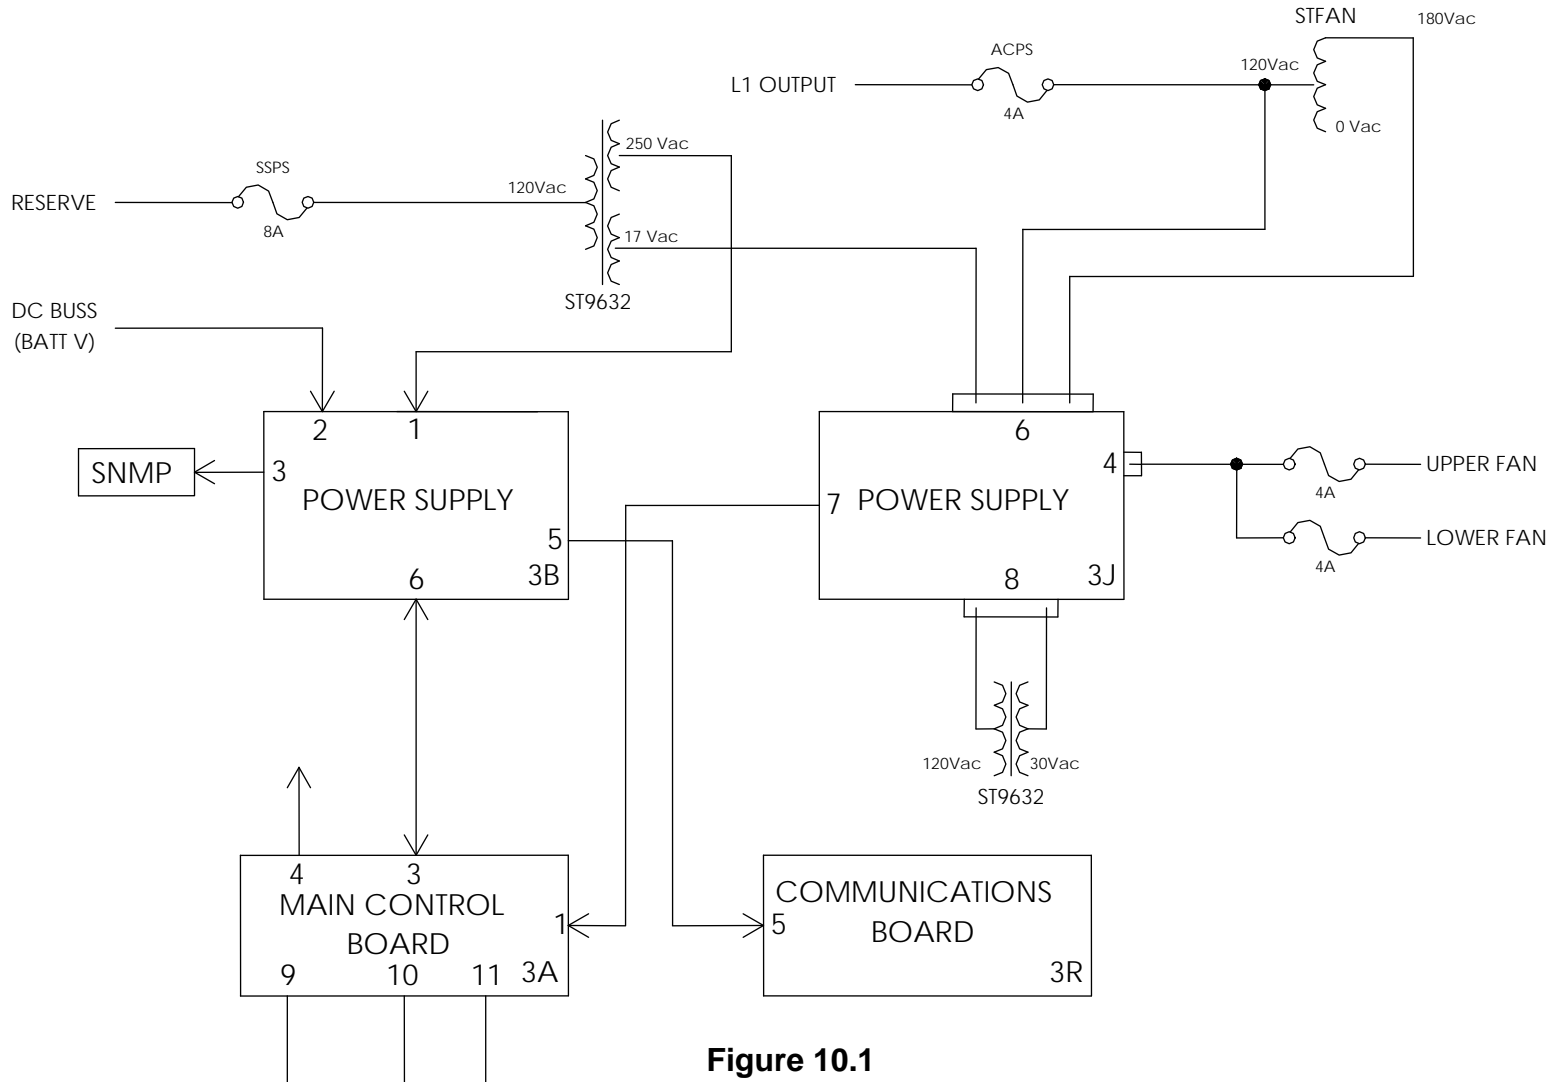 STFAN
180Vac
ACPS
120Vac
L1 OUTPUT
4A
0 Vac
250 Vac
SSPS
120Vac
RESERVE
8A
17 Vac
ST9632
DC BUSS
(BATT V)
2
1
6
SNMP
3
4
UPPER FAN
POWER SUPPLY
7
POWER SUPPLY
4A
5
LOWER FAN
3B
6
8
3J
4A
120Vac
30Vac
ST9632
4
3
MAIN CONTROL
BOARD
1
COMMUNICATIONS
BOARD
5
9
10
11
3A
3R
Figure 10.1